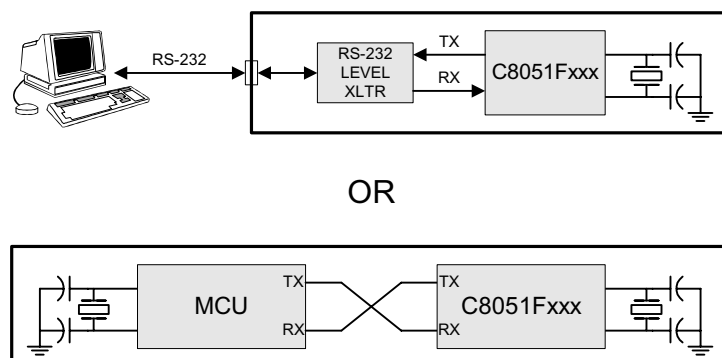 RS-232
RS-232
LEVEL
XLTR
TX
RX
C8051Fxxx
OR
MCU
TX
RX
TX
RX
C8051Fxxx